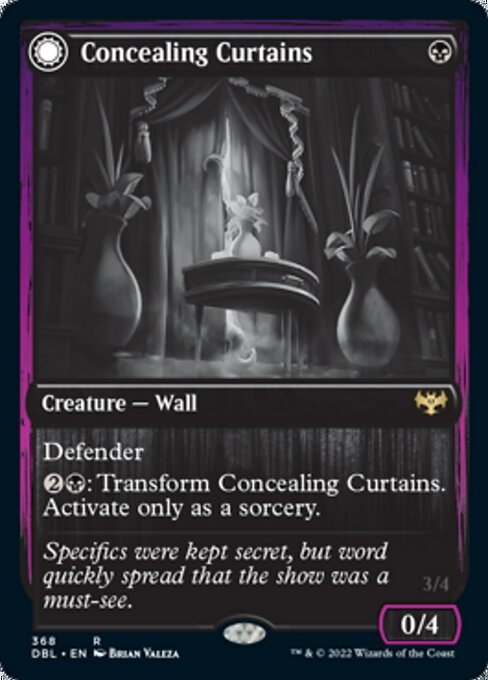 Concealing Curtains
Creature — Wall
Defender
2: Transform Concealing Curtains.
Activate only as a sorcery.
Specifics were kept secret, but word
quickly spread that the show was a
must-see.
3/4
0/4
368 R
DBL • EN Brian Valeza
™ & © 2022 Wizards of the Coast